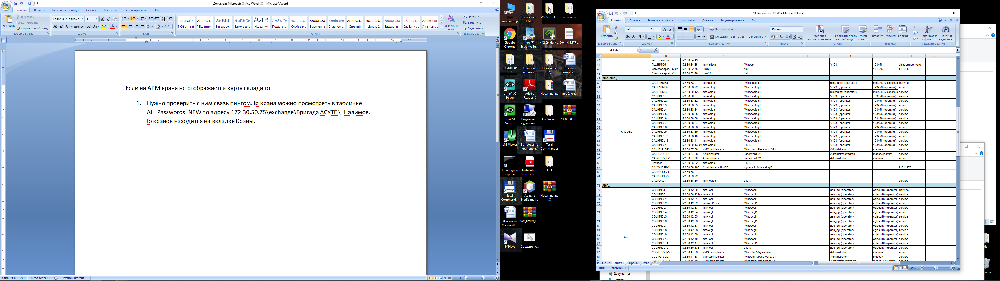 Документ Microsoft Office Word (3) - Microsoft Word
Главная Вставка Разметка страницы Ссылки Рассылки Рецензирование Вид
Вставить
Вырезать
Копировать
Формат по образцу
Буфер обмена
Calibri (Основной те 11
Шрифт
Абзац
АаBbCcDc АаBbCcDc AaBbCc AaBbCc
¶ Обычный ¶ Без инте... Заголово... Заголово... Название Подзагол... Слабое в... Выделение Сильное ... Строгий Цитата 2 Выделенн... Слабая сс... Сильная с...
Изменить стили
Стили
Найти
Заменить
Выделить
Редактирование
Если на АРМ крана не отображается карта склада то:
1. Нужно проверить с ним связь пингом. Ip крана можно посмотреть в табличке
All_Passwords_NEW по адресу 172.30.50.75\exchange\Бригада АСУТП\_Налимов.
Ip кранов находится на вкладке Краны.
Страница: 1 из 1 Число слов: 33 Русский (Россия) 170%
Этот компьютер
LogViewer - CGL3
WinSetupF...
помойка
Google Chrome
Intel(R) Extreme Tu...
442.59-desk...
DH_IN_MTR...
ОКИДОКИ
Крановое позицион...
Новая папка (2)
Время отправ...
UltraVNC Server
Adobe Reader X
Новая папка
проблема
UltraVNC Viewer
Подключе... к удаленно...
LogViewer
2008R2(Ent...
LM-Viewer
Вопросы по крановому
Total Commander
Командная строка
Installation and Syste...
ПО
Total Command...
Apache NetBeans I...
Новая папка (3)
Документ Microsoft ...
SW_DVD9_E...
KMPlayer
Соеденени...
All_Passwords_NEW - Microsoft Excel
Главная Вставка Разметка страницы Формулы Данные Рецензирование Вид
Вставить
Буфер обмена
Calibri 11
Шрифт
Перенос текста
Объединить и поместить в центре
Выравнивание
Общий
Число
Условное форматирование
Форматировать как таблицу
Стили ячеек
Стили
Вставить Удалить Формат
Ячейки
Сортировка и фильтр
Найти и выделить
Редактирование
A176
A B C D E F G H I J
43 кантователь 172.30.34.49
44 PLL1HMIC6 172.30.34.35 mmk-pltcm !Winccpl1 Y123 123456 ghjgecr(пропуск)
45 Стыкосварка - SRV 172.30.32.75 HmiCl1 hmi 101226 11611175
46 Стыкосварка - CL 172.30.32.76 HmiCl2 hmi
47 АНО-АНГЦ
48 CALL1HMIS1 172.30.38.21 mmkcalcgl !Wincccalcgl1 mmkcalcgl (operator) mmk94017 (operato !service!
49 CALL1HMIS2 172.30.38.22 mmkcalcgl !Wincccalcgl1 Y123 (operator) 123456 (operator) service
50 CALL1HMIS3 172.30.50.120 mmkcalcgl !Wincccalcgl1 mmkcalcgl (operator) mmk94017 (operato service
51 CALHMICL1 172.30.38.31 mmkcalcgl !Wincccalcgl1 Y123 (operator) 123456 (operator) service
52 CALHMICL2 172.30.38.32 mmkcalcgl !Wincccalcgl1 Y123 (operator) 123456 (operator) service
53 CALHMICL3 172.30.38.33 mmkcalcgl !Wincccalcgl1 Y123 (operator) 123456 (operator) service
54 CALHMICL4 172.30.38.34 mmkcalcgl !Wincccalcgl1 Y123 (operator) 123456 (operator) service
55 CALHMICL5 172.30.38.35 mmkcalcgl !Wincccalcgl1 Y123 (operator) 123456 (operator) service
56 CALHMICL6 172.30.38.36 mmkcalcgl !Wincccalcgl1 Y123 (operator) 123456 (operator) service
57 CALHMICL7 172.30.38.37 mmkcalcgl !Wincccalcgl1 Y123 (operator) 123456 (operator) service
58 CALHMICL8 172.30.38.38 mmkcalcgl !Wincccalcgl1 Y123 (operator) 123456 (operator) service
59 CAL-CGL CALHMICL9 172.30.38.39 mmkcalcgl !Wincccalcgl1 Y123 (operator) 123456 (operator) service
60 CALHMICL10 172.30.38.40 mmkcalcgl !Wincccalcgl1 Y123 (operator) 123456 (operator) service
61 CALHMICL11 172.30.38.41 mmkcalcgl !Wincccalcgl1 Y123 (operator) 123456 (operator) service
62 CALHMICL12 172.30.50.132(v mmkcalcgl 94017 Y123 (operator) 123456 (operator) service
63 CAL-FUR-SRV1 172.30.37.66 MM/Administrator !Winccfur1/Password321 Administrator macosx service
64 CAL-FUR-CL1 172.30.37.68 Administrator Password321 Administrator/admin macosx/admin1 service
65 CAL-FUR-CL2 172.30.37.70 Administrator Password321 Administrator macosx service
66 Flatness 172.30.36.32 mmkcalcgl 94017
67 CALWLDSRV1 172.30.36.160 Administrator/HmiCl2 !sysadmin/!Mmkcalcgll2 11611175
68 CALPLCDEV1 172.30.36.21
69 CALPLCDEV2 172.30.36.22
70 CALPDA01 172.30.36.30 mmk-calcgl 94017 service
71 АНГЦ
72 CGLHMIS1 172.30.42.20 mmk-cgl !Wincccgl1 asu_cgl (operator) cglasu18 (operator) !service!
73 CGLHMIS3 172.30.50.121(v mmk-cgl !Wincccgl1 asu_cgl (operator) cglasu18 (operator) service
74 CGLHMICL1 172.30.42.31 mmk-cgl !Wincccgl1 asu_cgl (operator) cglasu18 (operator) service
75 CGLHMICL2 172.30.42.32 mmk-cgl/user !Wincccgl1 asu_cgl (operator) cglasu18 (operator) service
76 CGLHMICL3 172.30.42.33 mmk-cgl !Wincccgl1 asu_cgl (operator) cglasu18 (operator) service
77 CGLHMICL4 172.30.42.34 mmk-cgl !Wincccgl1 asu_cgl (operator) cglasu18 (operator) service
78 CGLHMICL5 172.30.42.35 mmk-cgl !Wincccgl1 asu_cgl (operator) cglasu18 (operator) service
79 CGLHMICL6 172.30.42.36 mmk-cgl !Wincccgl1 asu_cgl (operator) cglasu18 (operator) service
80 CGLHMICL7 172.30.42.37 mmk-cgl !Wincccgl1 asu_cgl (operator) cglasu18 (operator) service
81 CGLHMICL8 172.30.42.38 mmk-cgl !Wincccgl1 asu_cgl (operator) cglasu18 (operator) service
82 CGLHMICL9 172.30.42.39 mmk-cgl !Wincccgl1 asu_cgl (operator) cglasu18 (operator) service
83 CGL CGLHMICL10 172.30.42.40 mmk-cgl !Wincccgl1 asu_cgl (operator) cglasu18 (operator) service
84 CGLHMICL11 172.30.42.41 mmk-cgl !Wincccgl1 asu_cgl (operator) cglasu18 (operator) service
85 CGLHMICL12 172.30.50.133 mmk-cgl 94018 asu_cgl (operator) cglasu18 (operator) service
86 CGL-FUR-SRV1 172.30.41.66 MM/Administrator !Winccfur1/!sysadmin Administrator macosx service
87 CGL-FUR-CL1 172.30.41.68 MM/Administrator !Winccfur1/Password321 Administrator macosx service
Лист1 Краны mac
Готово Вычислить 85%
Документы
Загрузки